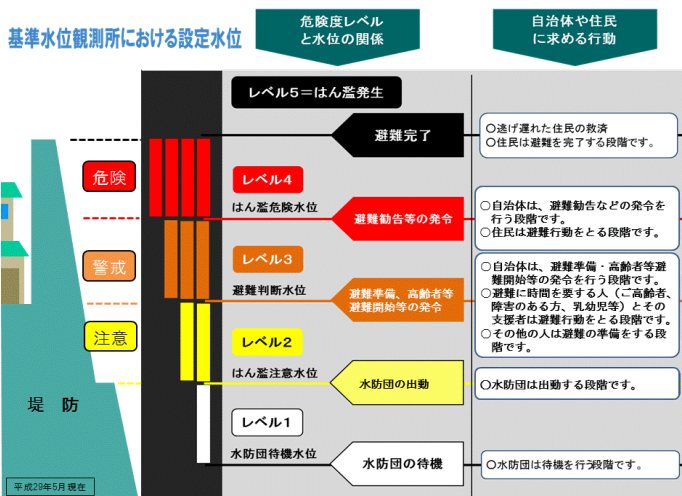 基準水位観測所における設定水位
危険度レベル
と水位の関係
自治体や住民
に求める行動
レベル5＝はん濫発生
避難完了
○逃げ遅れた住民の救済
○住民は避難を完了する段階です。
危険
レベル4
はん濫危険水位
避難勧告等の発令
○自治体は、避難勧告などの発令を
行う段階です。
○住民は避難行動をとる段階です。
警戒
レベル3
避難判断水位
避難準備、高齢者等
避難開始等の発令
○自治体は、避難準備・高齢者等避
難開始等の発令を行う段階です。
○避難に時間を要する人（ご高齢者、
障害のある方、乳幼児等）とその
支援者は避難行動をとる段階です。
○その他の人は避難の準備をする段
階です。
注意
レベル2
はん濫注意水位
水防団の出動
○水防団は出動する段階です。
堤防
レベル1
水防団待機水位
水防団の待機
○水防団は待機を行う段階です。
平成29年5月現在